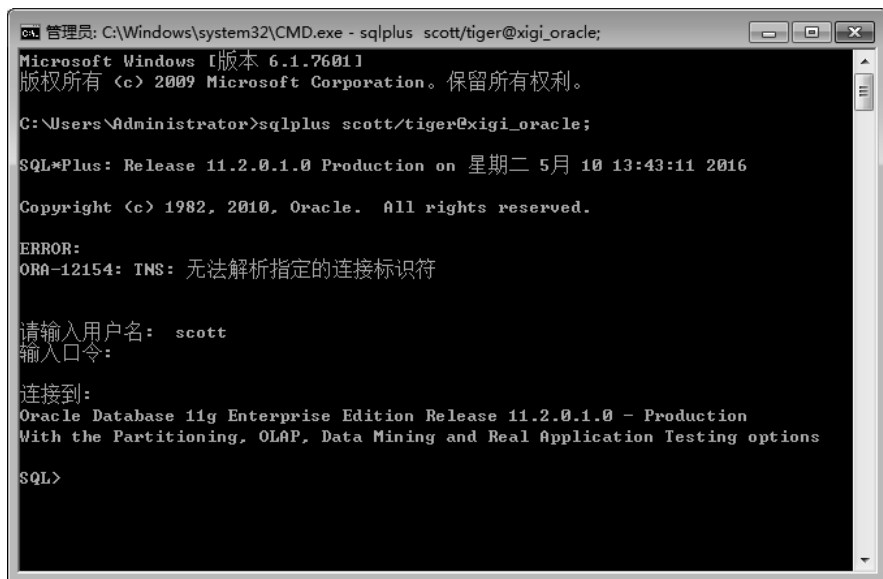 管理员: C:\Windows\system32\CMD.exe - sqlplus  scott/tiger@xigi_oracle;
Microsoft Windows [版本 6.1.7601]
版权所有 (c) 2009 Microsoft Corporation。保留所有权利。
C:\Users\Administrator>sqlplus scott/tiger@xigi_oracle;
SQL*Plus: Release 11.2.0.1.0 Production on 星期二 5月 10 13:43:11 2016
Copyright (c) 1982, 2010, Oracle.  All rights reserved.
ERROR:
ORA-12154: TNS: 无法解析指定的连接标识符
请输入用户名:  scott
输入口令:
连接到:
Oracle Database 11g Enterprise Edition Release 11.2.0.1.0 - Production
With the Partitioning, OLAP, Data Mining and Real Application Testing options
SQL>